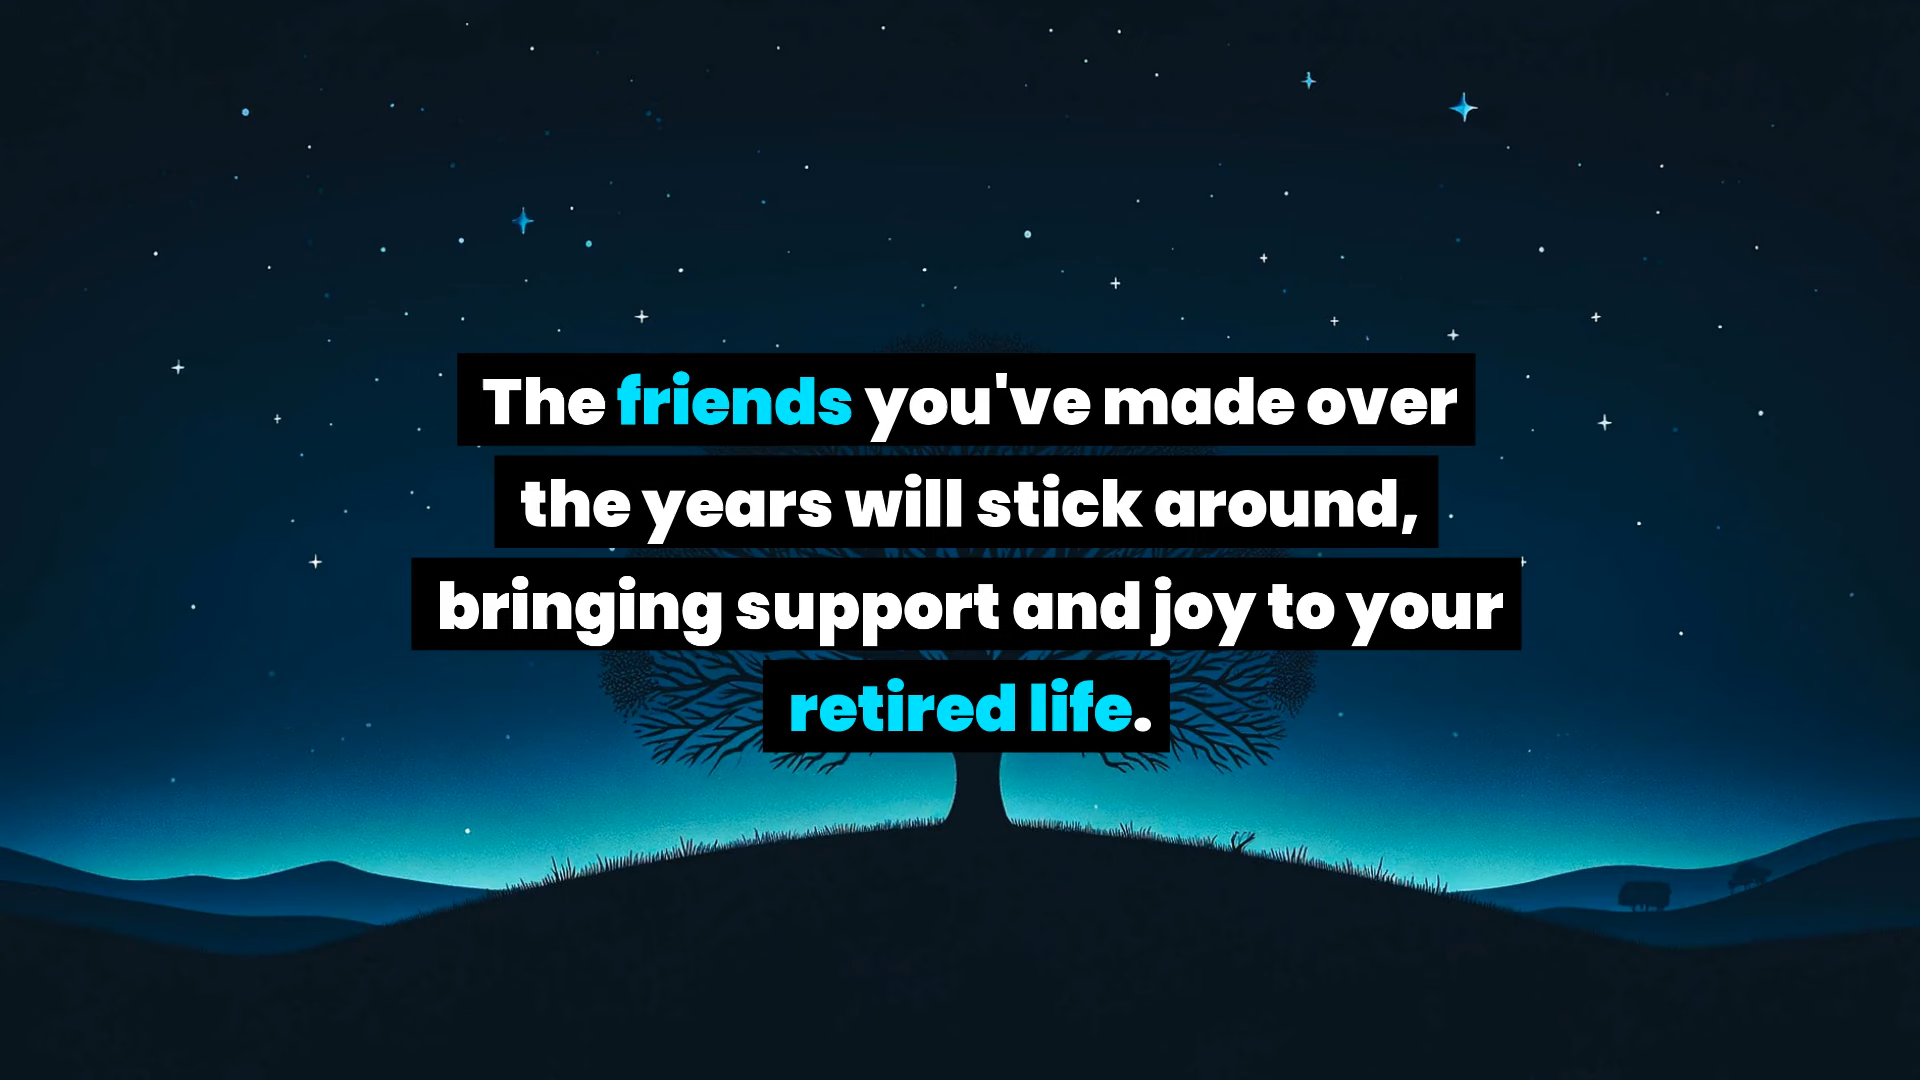 The friends you've made over
the years will stick around,
bringing support and joy to your
retired life.